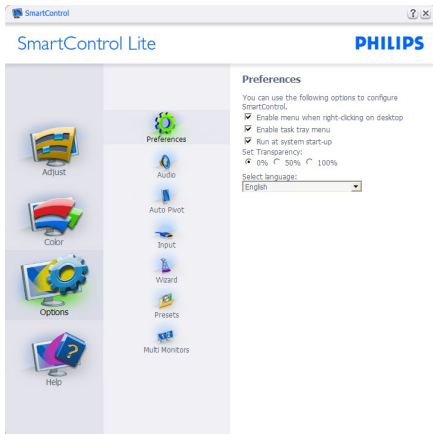 SmartControl
SmartControl Lite
PHILIPS
Adjust
Color
Options
Help
Preferences
Audio
Auto Pivot
Input
Wizard
Presets
Multi Monitors
Preferences
You can use the following options to configure
SmartControl.
Enable menu when right-clicking on desktop
Enable task tray menu
Run at system start-up
Set Transparency:
0% 50% 100%
Select language:
English